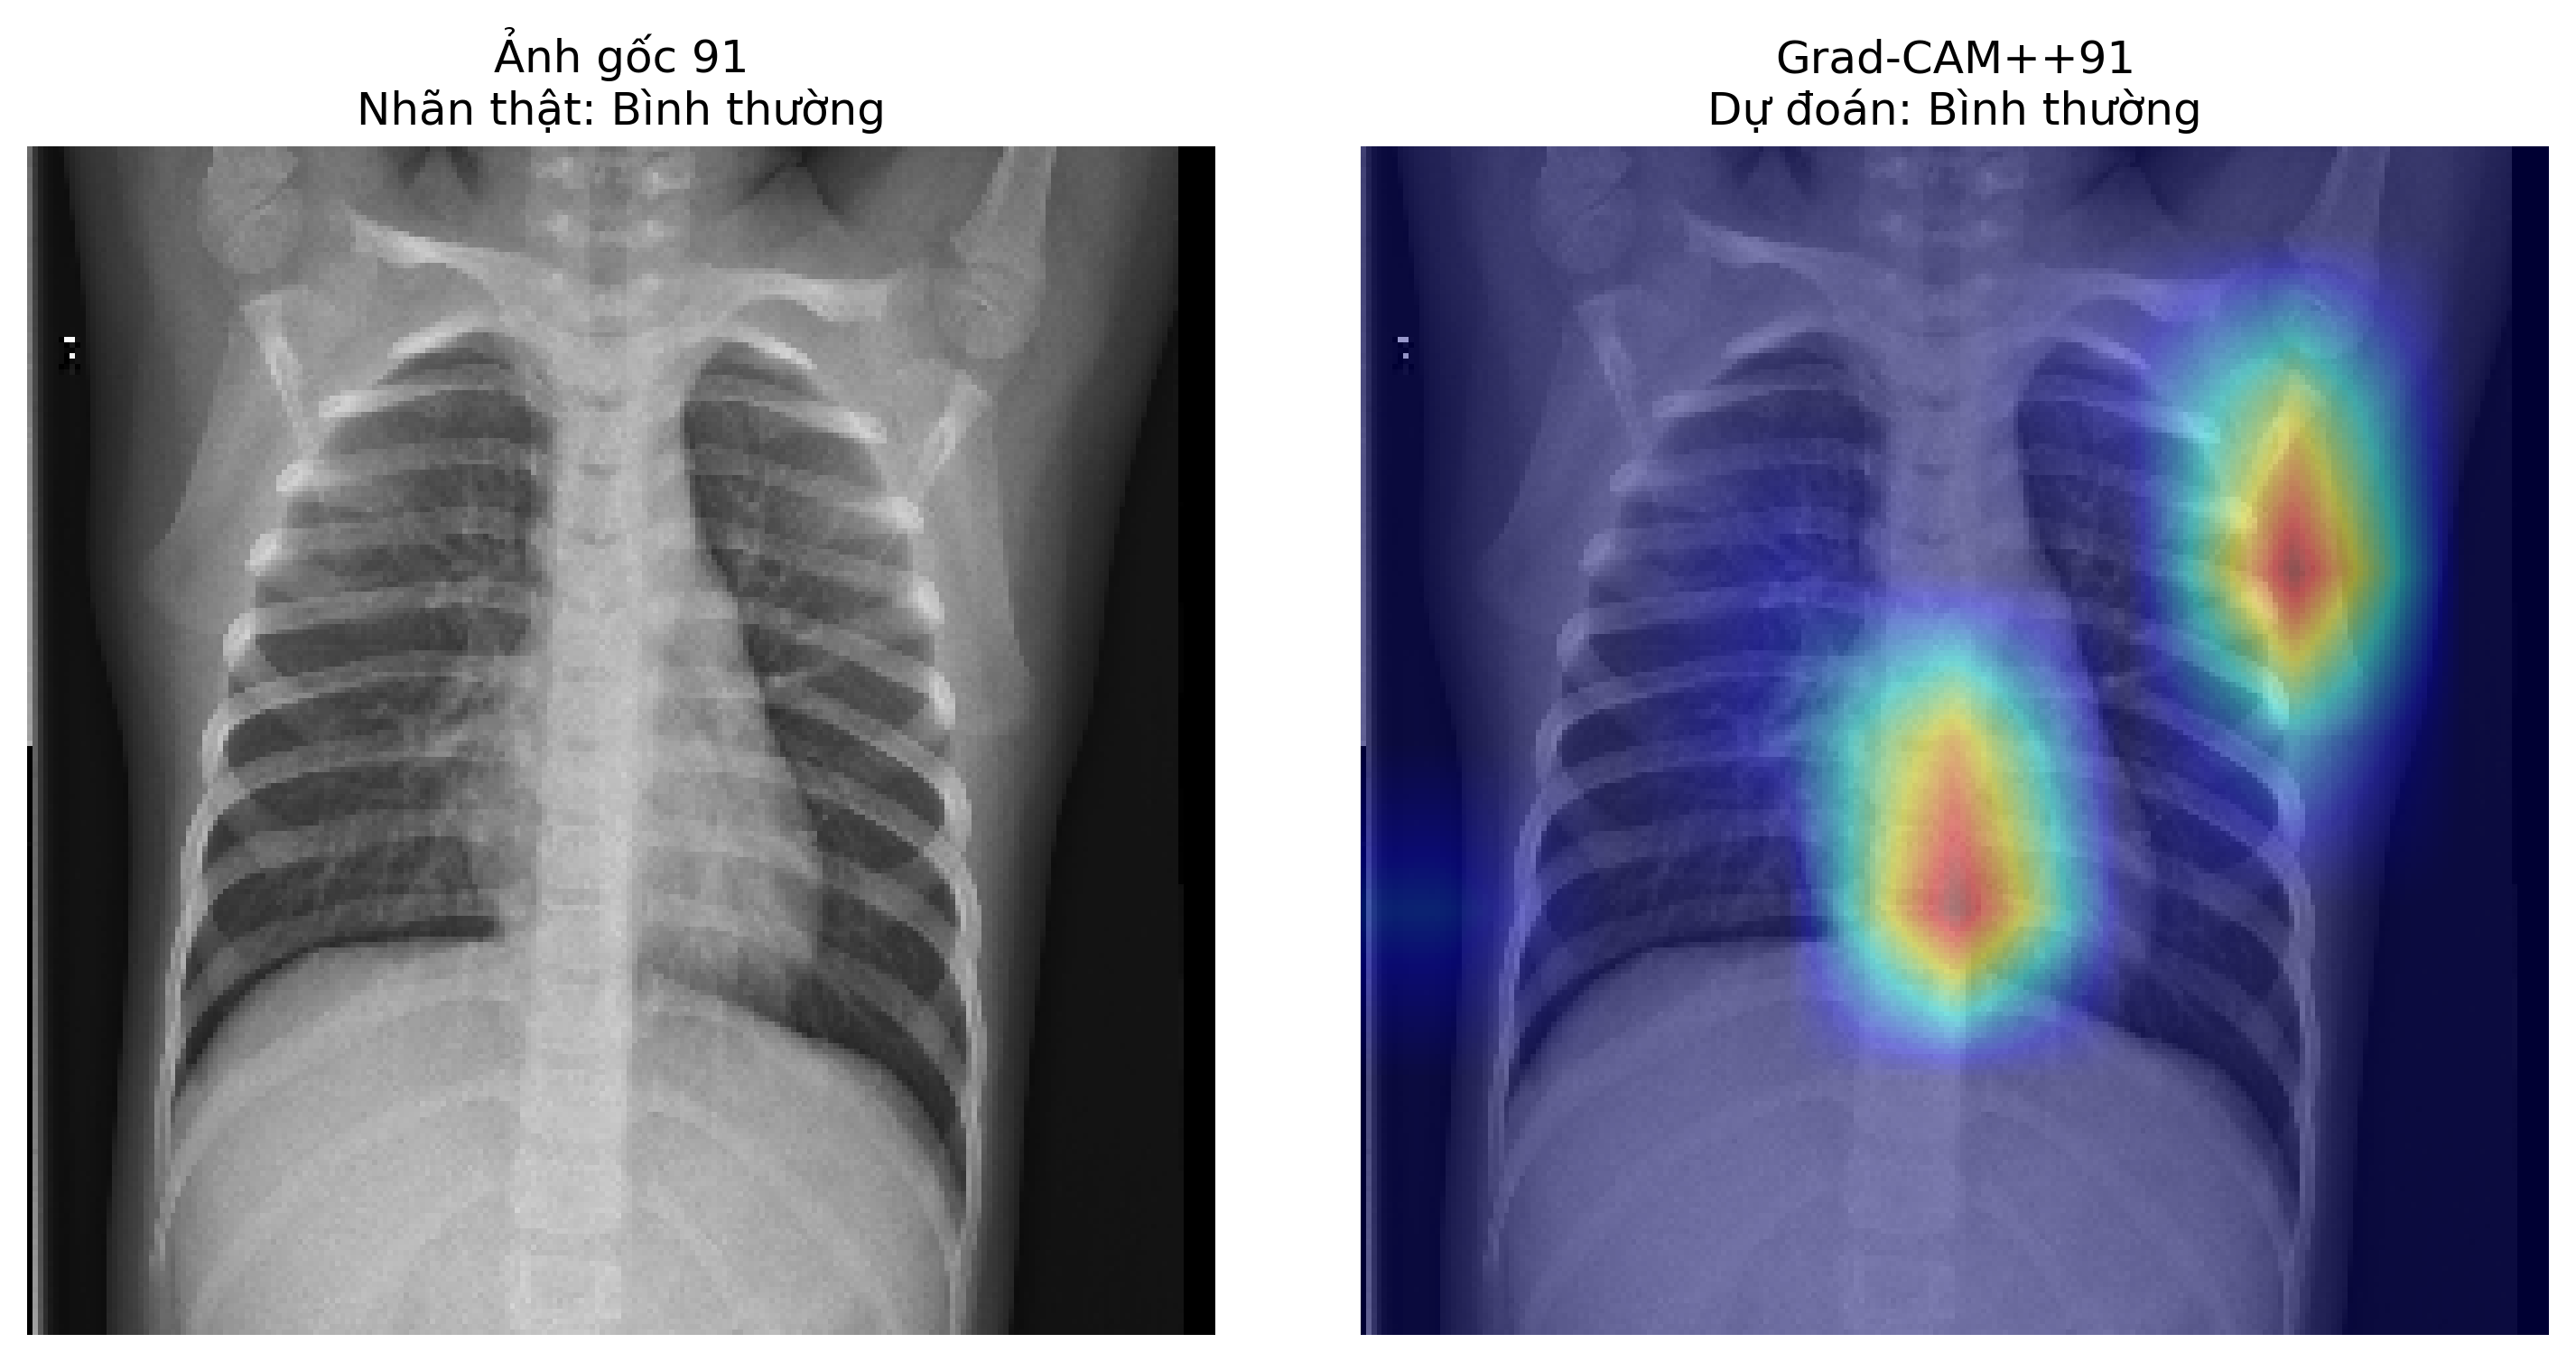 Ảnh gốc 91
Nhãn thật: Bình thường
Grad-CAM++91
Dự đoán: Bình thường